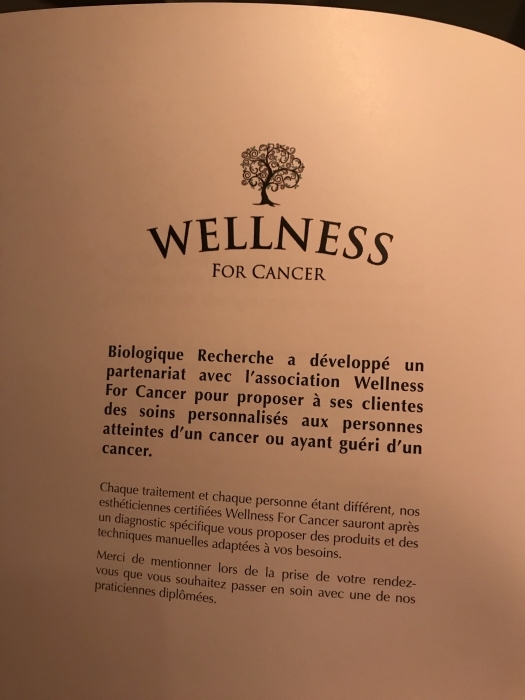 WELLNESS
FOR CANCER
Biologique Recherche a développé un
partenariat avec l'association Wellness
For Cancer pour proposer à ses clientes
des soins personnalisés aux personnes
atteintes d'un cancer ou ayant guéri d'un
cancer.
Chaque traitement et chaque personne étant différent, nos
esthéticiennes certifiées Wellness For Cancer sauront après
un diagnostic spécifique vous proposer des produits et des
techniques manuelles adaptées à vos besoins.
Merci de mentionner lors de la prise de votre rendez-
vous que vous souhaitez passer en soin avec une de nos
praticiennes diplômées.